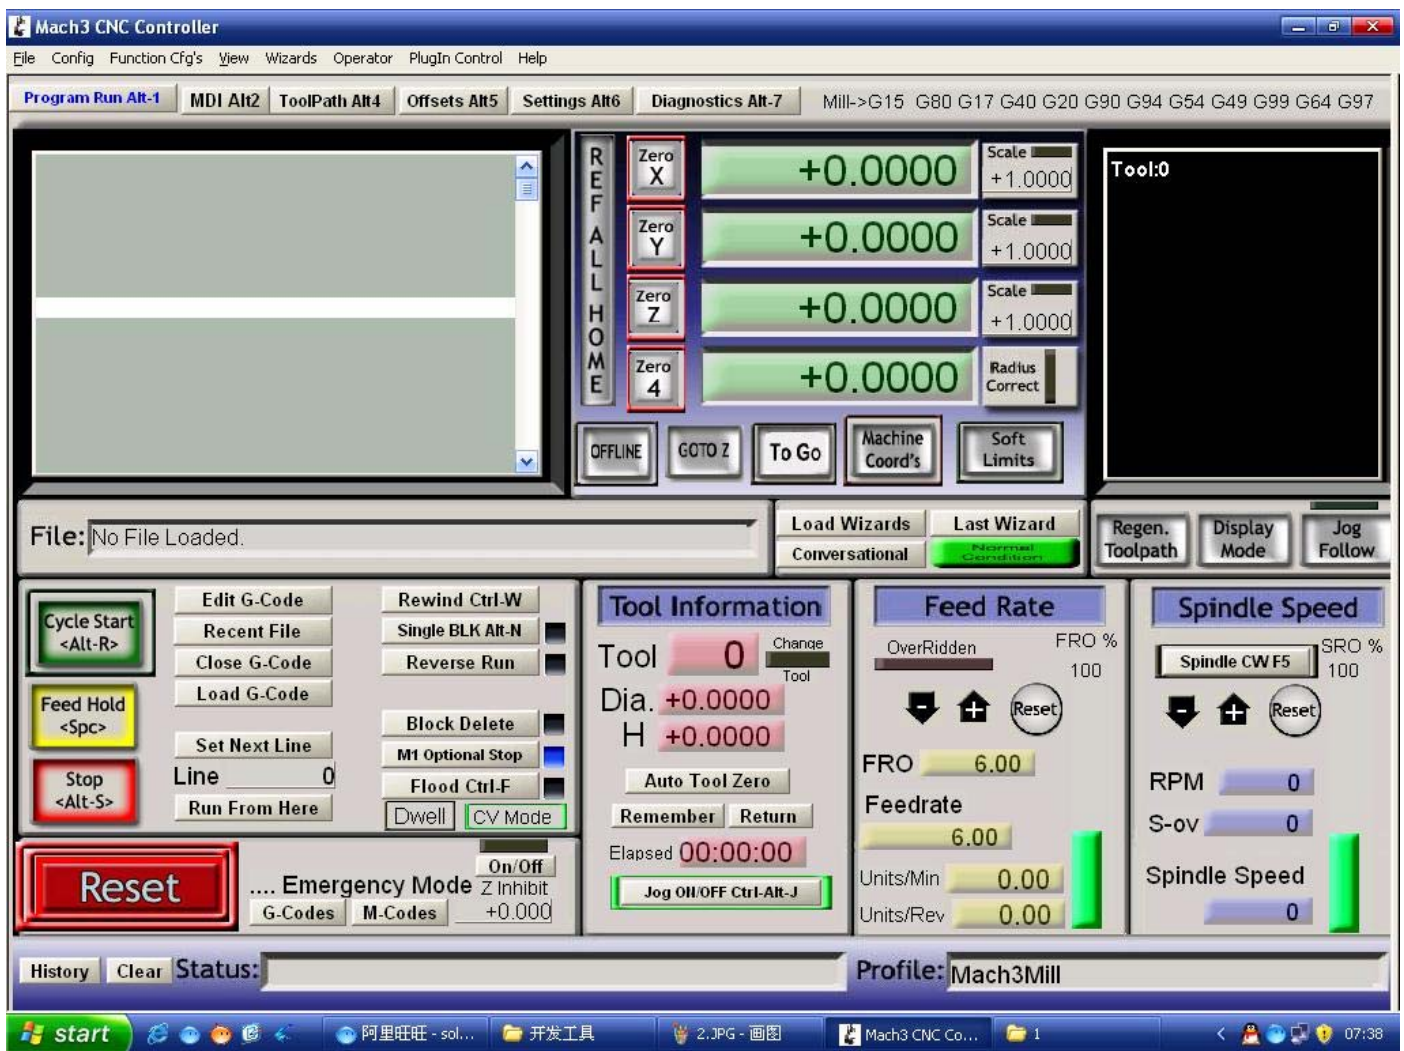 Mach3 CNC Controller
File Config Function Cfg's View Wizards Operator PlugIn Control Help
Program Run Alt-1 MDI Alt2 ToolPath Alt4 Offsets Alt5 Settings Alt6 Diagnostics Alt-7 Mill->G15 G80 G17 G40 G20 G90 G94 G54 G49 G99 G64 G97
REF ALL HOME
Zero X +0.0000 Scale +1.0000
Zero Y +0.0000 Scale +1.0000
Zero Z +0.0000 Scale +1.0000
Zero 4 +0.0000 Radius Correct
OFFLINE GOTO Z To Go Machine Coord's Soft Limits
Tool:0
File: No File Loaded.
Load Wizards Last Wizard
Conversational Normal Condition
Regen. Toolpath Display Mode Jog Follow
Cycle Start <Alt-R>
Feed Hold <Spc>
Stop <Alt-S>
Edit G-Code
Recent File
Close G-Code
Load G-Code
Set Next Line
Line 0
Run From Here
Rewind Ctrl-W
Single BLK Alt-N
Reverse Run
Block Delete
M1 Optional Stop
Flood Ctrl-F
Dwell CV Mode
Reset
.... Emergency Mode
G-Codes M-Codes
On/Off
Z Inhibit
+0.000
Tool Information
Tool 0 Change Tool
Dia. +0.0000
H +0.0000
Auto Tool Zero
Remember Return
Elapsed 00:00:00
Jog ON/OFF Ctrl-Alt-J
Feed Rate
OverRidden FRO %
100
Reset
FRO 6.00
Feedrate
6.00
Units/Min 0.00
Units/Rev 0.00
Spindle Speed
Spindle CW F5 SRO %
100
Reset
RPM 0
S-ov 0
Spindle Speed
0
History Clear Status: Profile: Mach3Mill
start 阿里旺旺 - sol... 开发工具 2.JPG - 画图 Mach3 CNC Co... 1 07:38